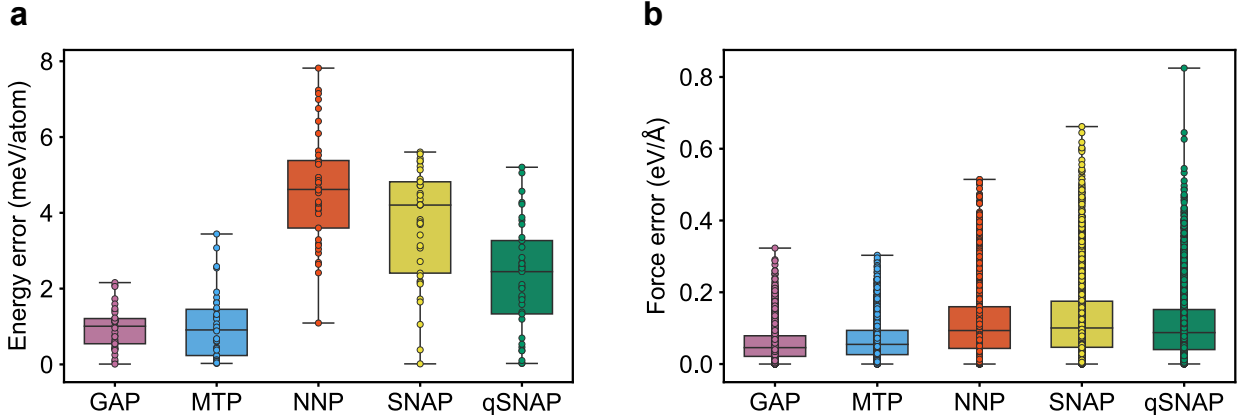 a
b
Energy error (meV/atom)
8
6
4
2
0
GAP MTP NNP SNAP qSNAP
Force error (eV/Å)
0.8
0.6
0.4
0.2
0.0
GAP MTP NNP SNAP qSNAP